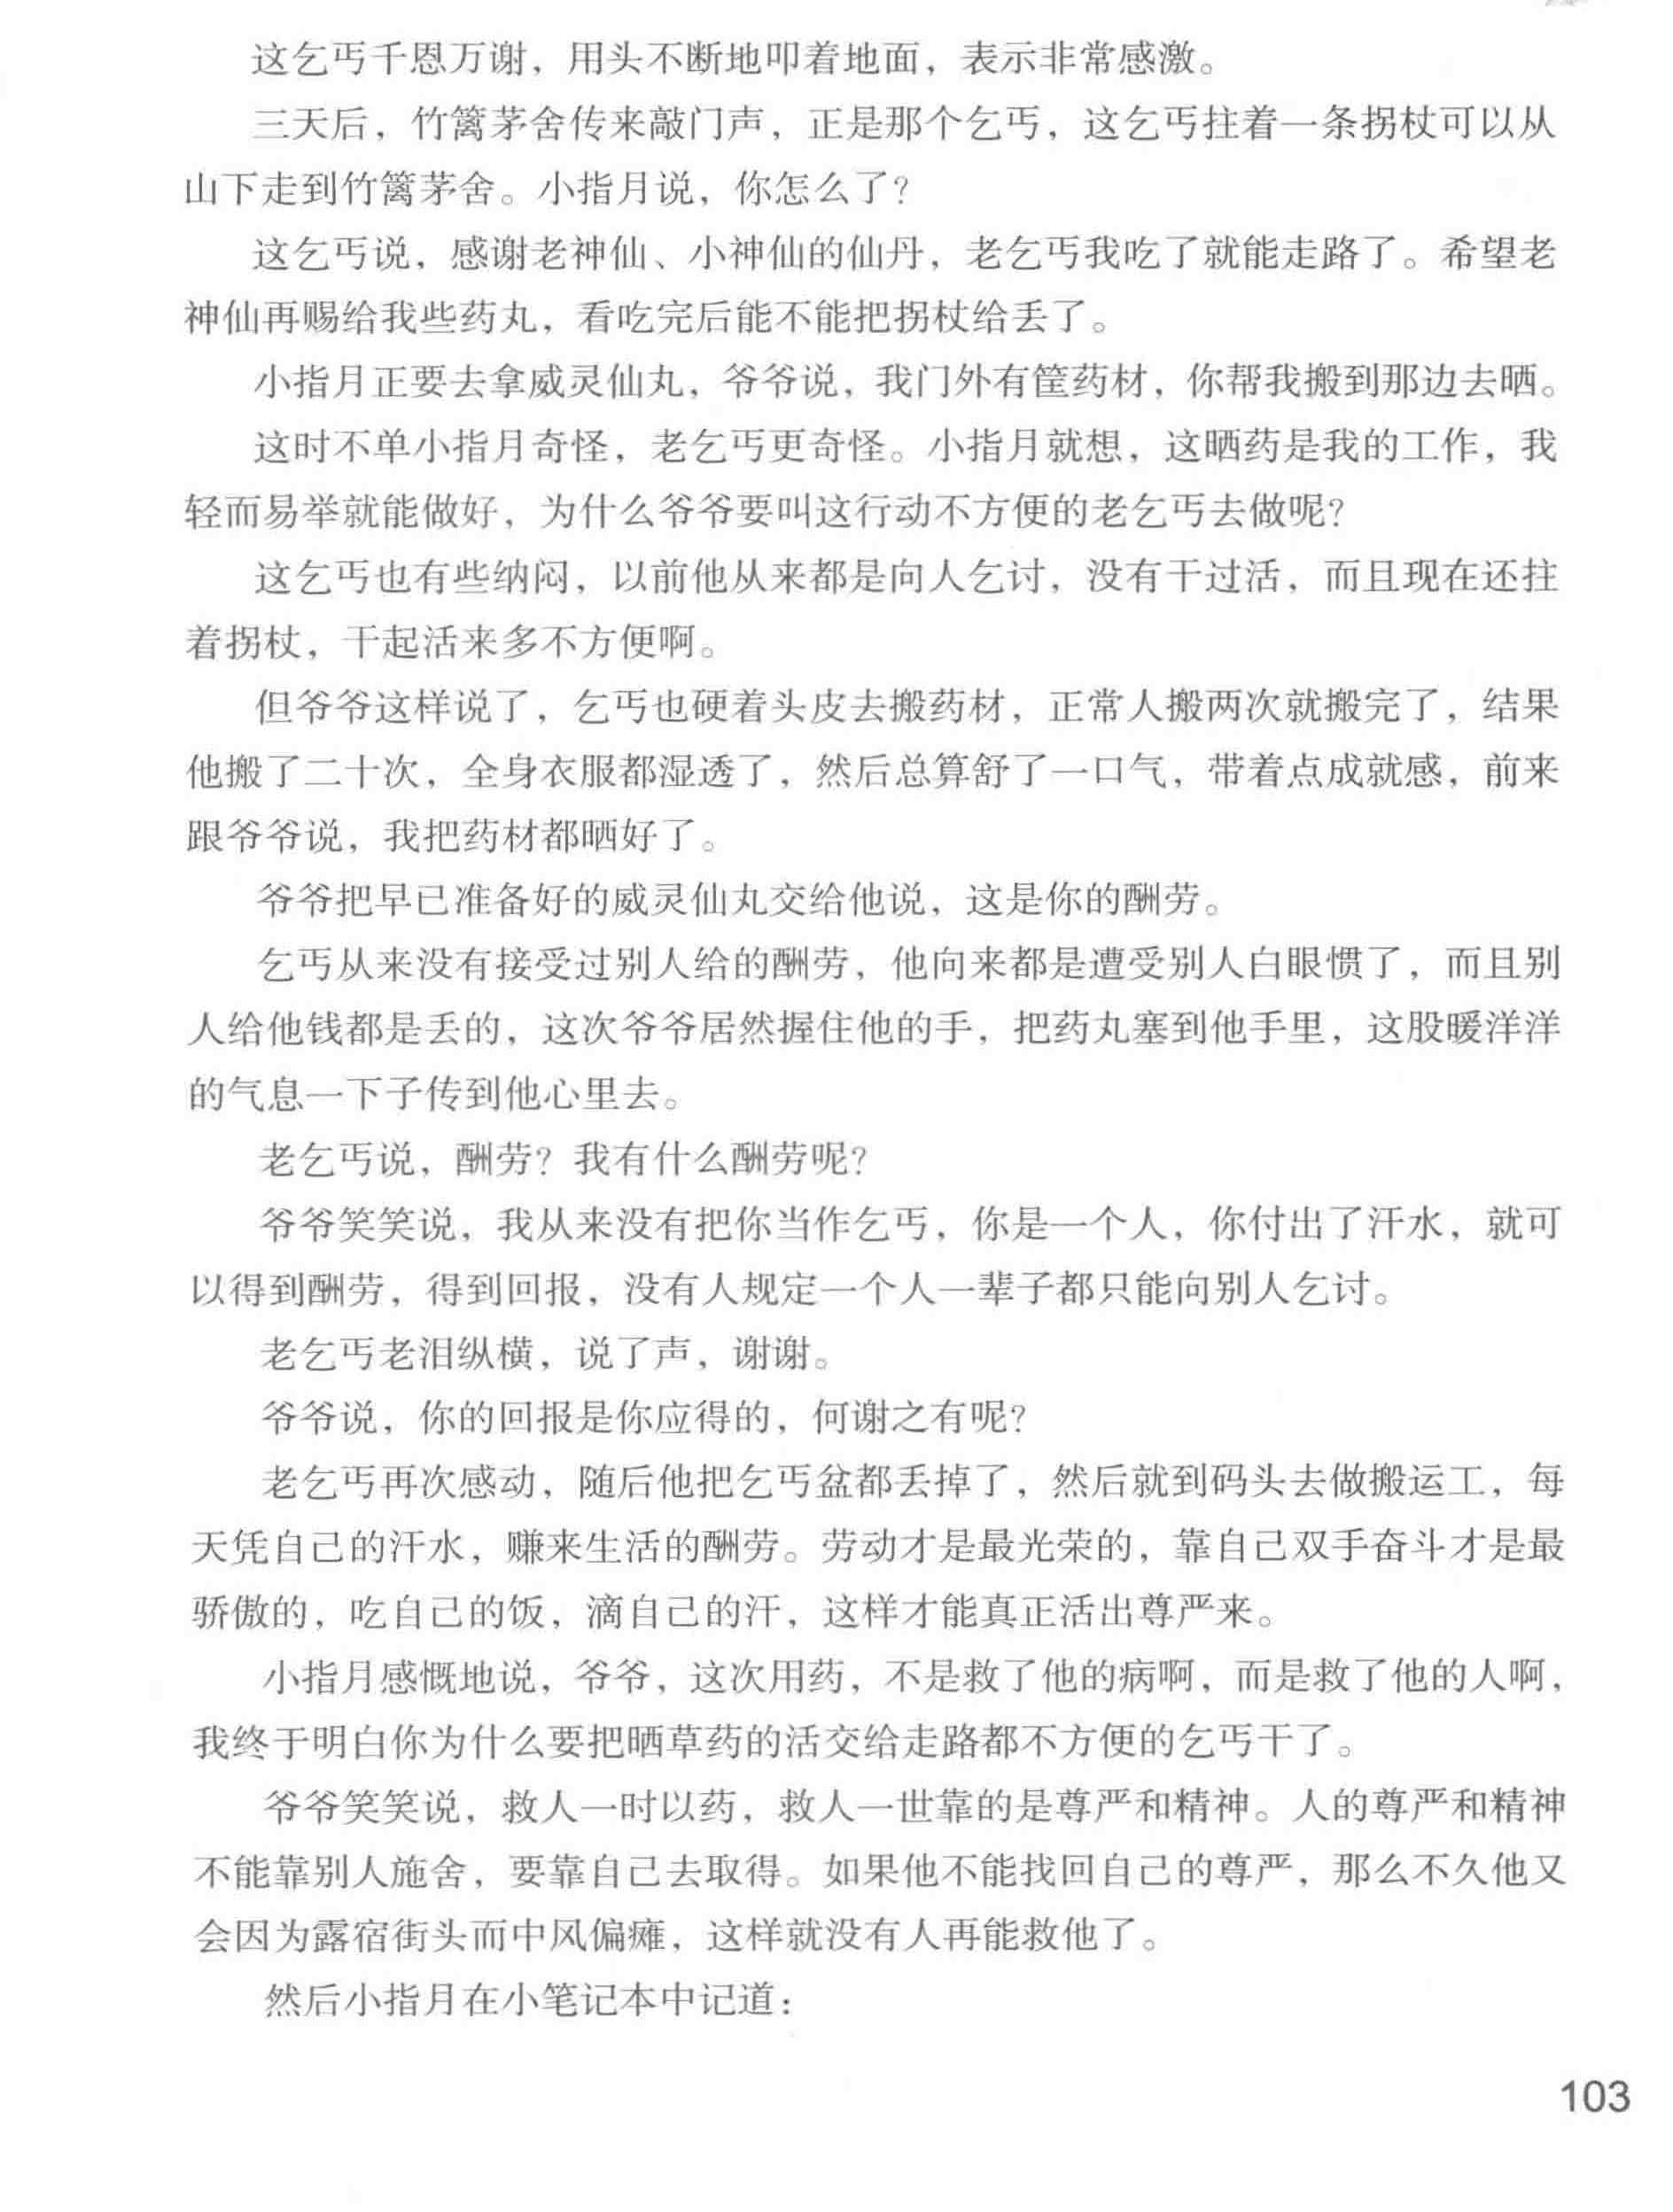 这乞丐千恩万谢，用头不断地叩着地面，表示非常感激。
三天后，竹篱茅舍传来敲门声，正是那个乞丐，这乞丐拄着一条拐杖可以从
山下走到竹篱茅舍。小指月说，你怎么了？
这乞丐说，感谢老神仙、小神仙的仙丹，老乞丐我吃了就能走路了。希望老
神仙再赐给我些药丸，看吃完后能不能把拐杖给丢了。
小指月正要去拿威灵仙丸，爷爷说，我门外有筐药材，你帮我搬到那边去晒。
这时不单小指月奇怪，老乞丐更奇怪。小指月就想，这晒药是我的工作，我
轻而易举就能做好，为什么爷爷要叫这行动不方便的老乞丐去做呢？
这乞丐也有些纳闷，以前他从来都是向人乞讨，没有干过活，而且现在还拄
着拐杖，干起活来多不方便啊。
但爷爷这样说了，乞丐也硬着头皮去搬药材，正常人搬两次就搬完了，结果
他搬了二十次，全身衣服都湿透了，然后总算舒了一口气，带着点成就感，前来
跟爷爷说，我把药材都晒好了。
爷爷把早已准备好的威灵仙丸交给他说，这是你的酬劳。
乞丐从来没有接受过别人给的酬劳，他向来都是遭受别人白眼惯了，而且别
人给他钱都是丢的，这次爷爷居然握住他的手，把药丸塞到他手里，这股暖洋洋
的气息一下子传到他心里去。
老乞丐说，酬劳？我有什么酬劳呢？
爷爷笑笑说，我从来没有把你当作乞丐，你是一个人，你付出了汗水，就可
以得到酬劳，得到回报，没有人规定一个人一辈子都只能向别人乞讨。
老乞丐老泪纵横，说了声，谢谢。
爷爷说，你的回报是你应得的，何谢之有呢？
老乞丐再次感动，随后他把乞丐盆都丢掉了，然后就到码头去做搬运工，每
天凭自己的汗水，赚来生活的酬劳。劳动才是最光荣的，靠自己双手奋斗才是最
骄傲的，吃自己的饭，滴自己的汗，这样才能真正活出尊严来。
小指月感慨地说，爷爷，这次用药，不是救了他的病啊，而是救了他的人啊，
我终于明白你为什么要把晒草药的活交给走路都不方便的乞丐干了。
爷爷笑笑说，救人一时以药，救人一世靠的是尊严和精神。人的尊严和精神
不能靠别人施舍，要靠自己去取得。如果他不能找回自己的尊严，那么不久他又
会因为露宿街头而中风偏瘫，这样就没有人再能救他了。
然后小指月在小笔记本中记道：
103